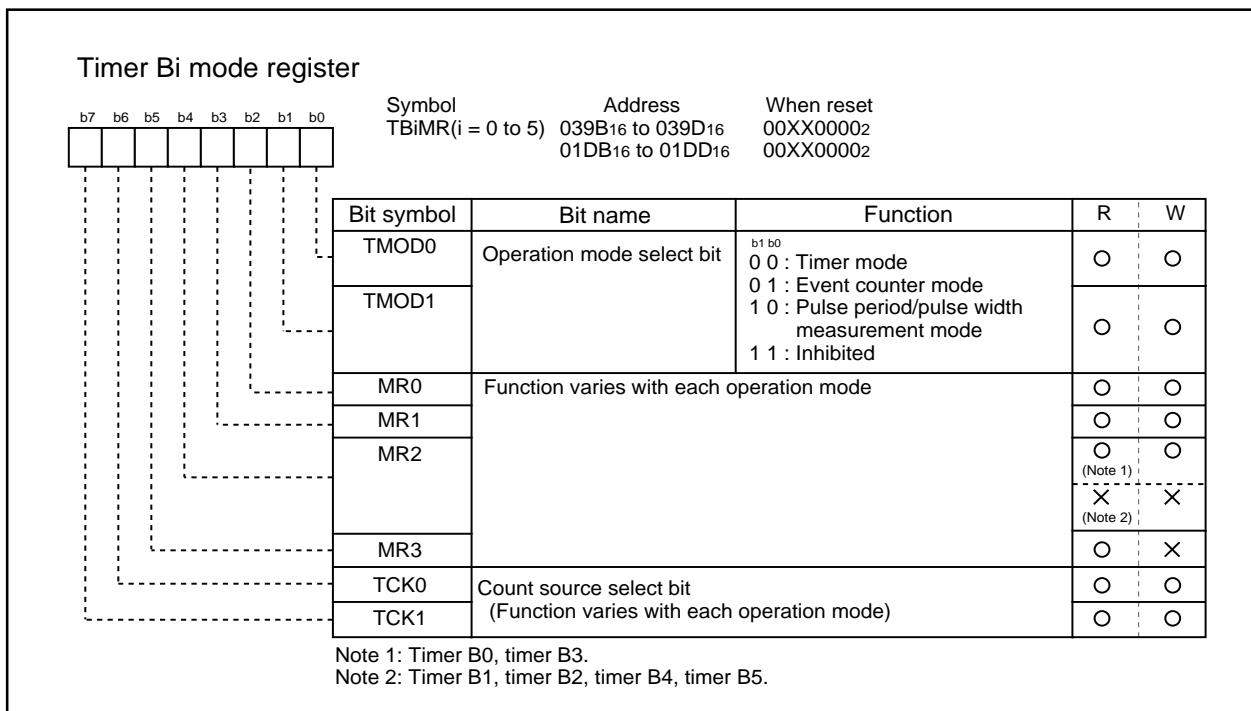 Timer Bi mode register
Symbol Address When reset
TBiMR(i = 0 to 5) 039B16 to 039D16 00XX00002
01DB16 to 01DD16 00XX00002
b7 b6 b5 b4 b3 b2 b1 b0
Bit symbol Bit name Function R W
TMOD0 Operation mode select bit b1 b0
0 0 : Timer mode
0 1 : Event counter mode
TMOD1 1 0 : Pulse period/pulse width
measurement mode
1 1 : Inhibited
MR0 Function varies with each operation mode
MR1
MR2
(Note 1)
(Note 2)
MR3
TCK0 Count source select bit
TCK1 (Function varies with each operation mode)
Note 1: Timer B0, timer B3.
Note 2: Timer B1, timer B2, timer B4, timer B5.